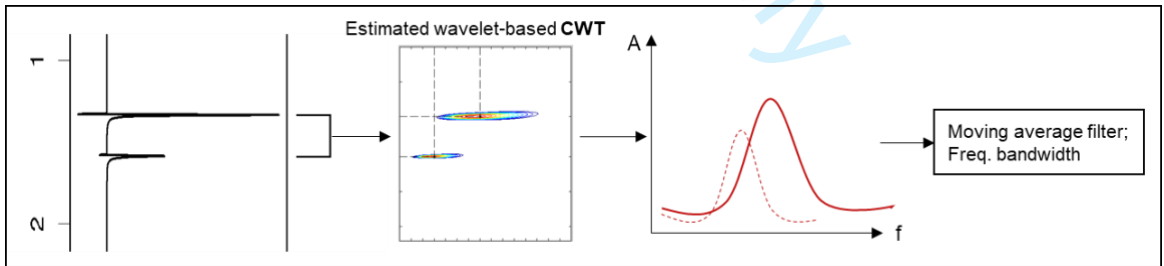 1
2
Estimated wavelet-based CWT
A
f
Moving average filter;
Freq. bandwidth